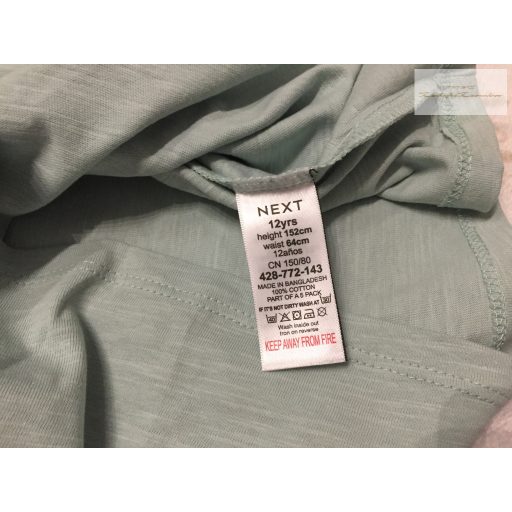 NEXT
12yrs
height 152cm
waist 64cm
12años
CN 150/80
428-772-143
MADE IN BANGLADESH
100% COTTON
PART OF A 5 PACK
IF IT'S NOT DIRTY WASH AT
Wash inside out
Iron on reverse
KEEP AWAY FROM FIRE